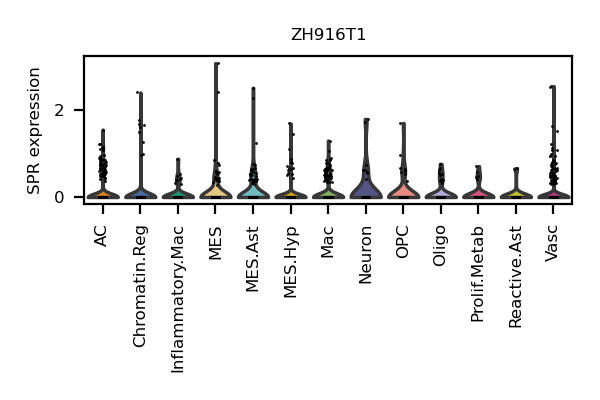 ZH916T1
SPR expression
2
0
AC
Chromatin.Reg
Inflammatory.Mac
MES
MES.Ast
MES.Hyp
Mac
Neuron
OPC
Oligo
Prolif.Metab
Reactive.Ast
Vasc